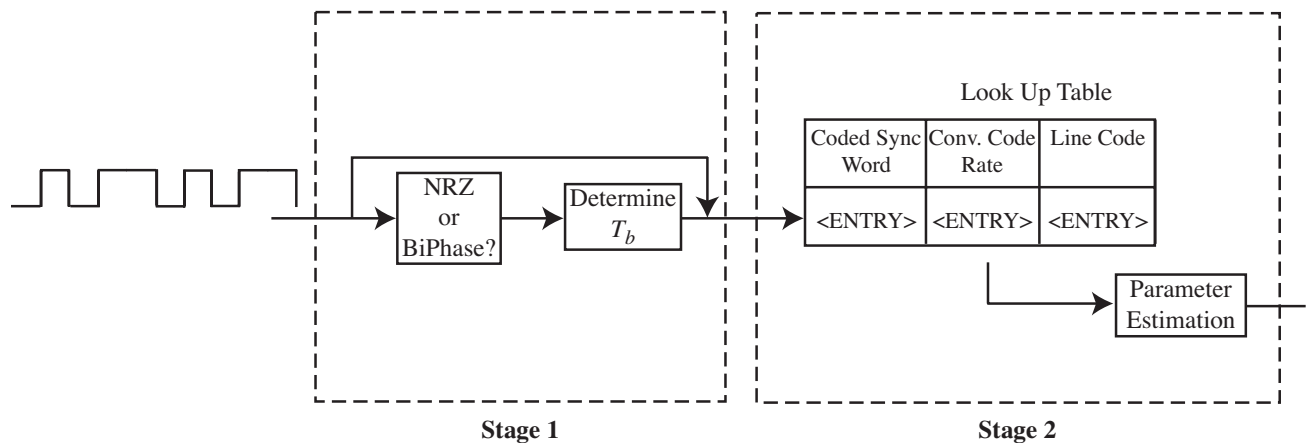 NRZ
or
BiPhase?
Determine
T_b
Look Up Table
Coded Sync
Word
Conv. Code
Rate
Line Code
<ENTRY>
<ENTRY>
<ENTRY>
Parameter
Estimation
Stage 1
Stage 2